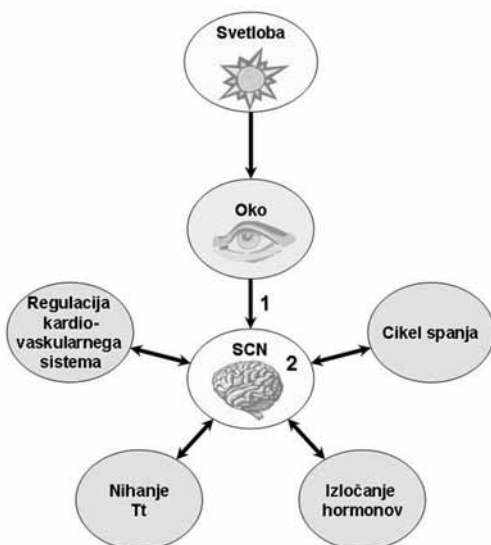 Svetloba
Oko
1
Regulacija
kardio-
vaskularnega
sistema
SCN
2
Cikel spanja
Nihanje
Tt
Izločanje
hormonov